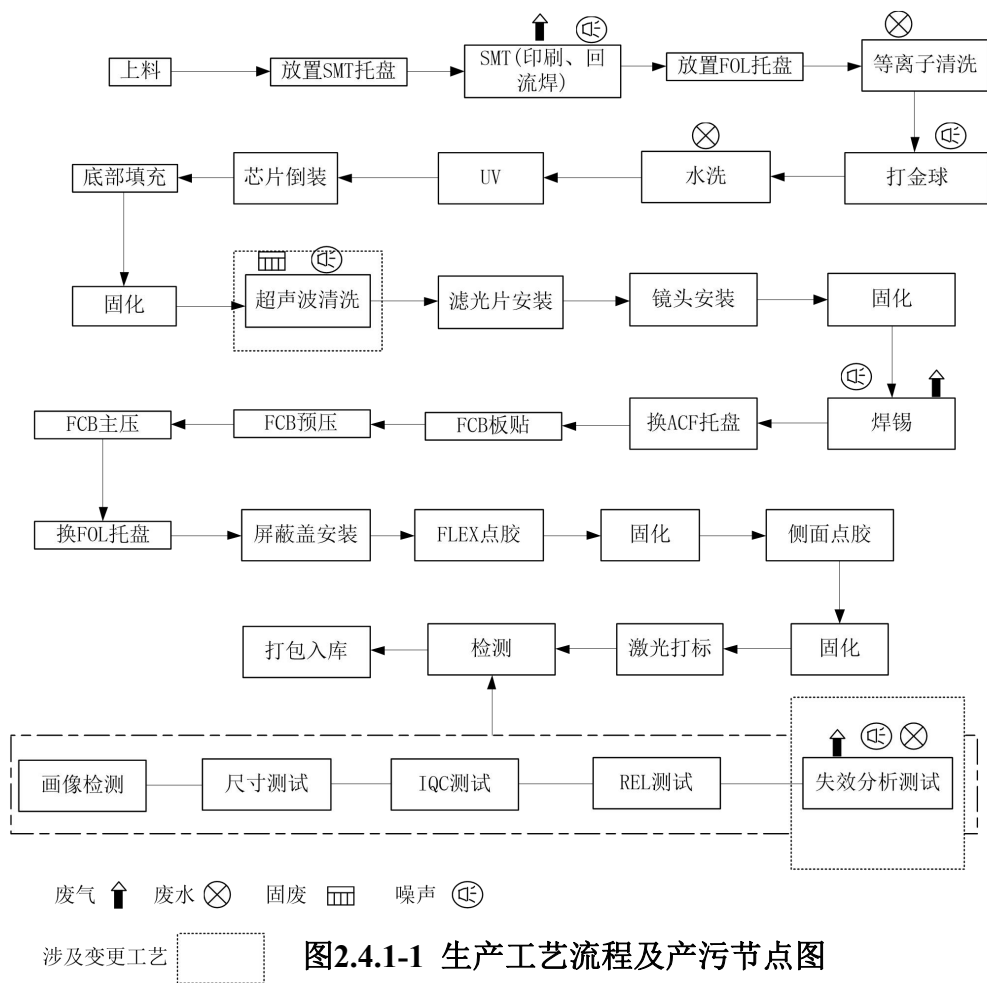 上料
放置SMT托盘
SMT(印刷、回
流焊)
放置FOL托盘
等离子清洗
底部填充
芯片倒装
UV
水洗
打金球
固化
超声波清洗
滤光片安装
镜头安装
固化
FCB主压
FCB预压
FCB板贴
换ACF托盘
焊锡
换FOL托盘
屏蔽盖安装
FLEX点胶
固化
侧面点胶
打包入库
检测
激光打标
固化
画像检测
尺寸测试
IQC测试
REL测试
失效分析测试
废气
废水
固废
噪声
涉及变更工艺
图2.4.1-1 生产工艺流程及产污节点图